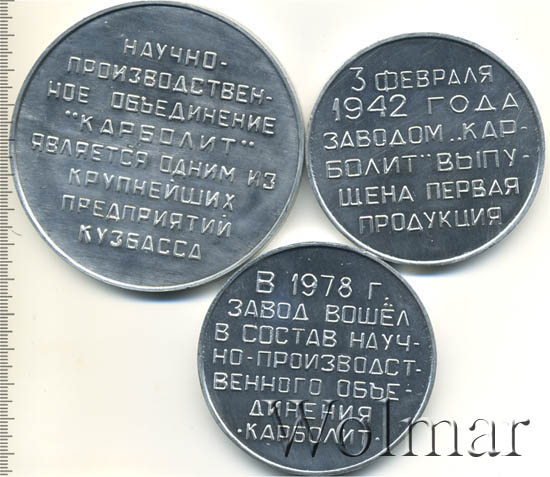 НАУЧНО-
ПРОИЗВОДСТВЕН-
НОЕ ОБЪЕДИНЕНИЕ
"КАРБОЛИТ"
ЯВЛЯЕТСЯ ОДНИМ ИЗ
КРУПНЕЙШИХ
ПРЕДПРИЯТИЙ
КУЗБАССА
3 ФЕВРАЛЯ
1942 ГОДА
ЗАВОДОМ „КАР-
БОЛИТ" ВЫПУ-
ЩЕНА ПЕРВАЯ
ПРОДУКЦИЯ
В 1978 Г.
ЗАВОД ВОШЁЛ
В СОСТАВ НАУЧ-
НО-ПРОИЗВОДСТ-
ВЕННОГО ОБЪЕ-
ДИНЕНИЯ
·КАРБОЛИТ·
Wolmar